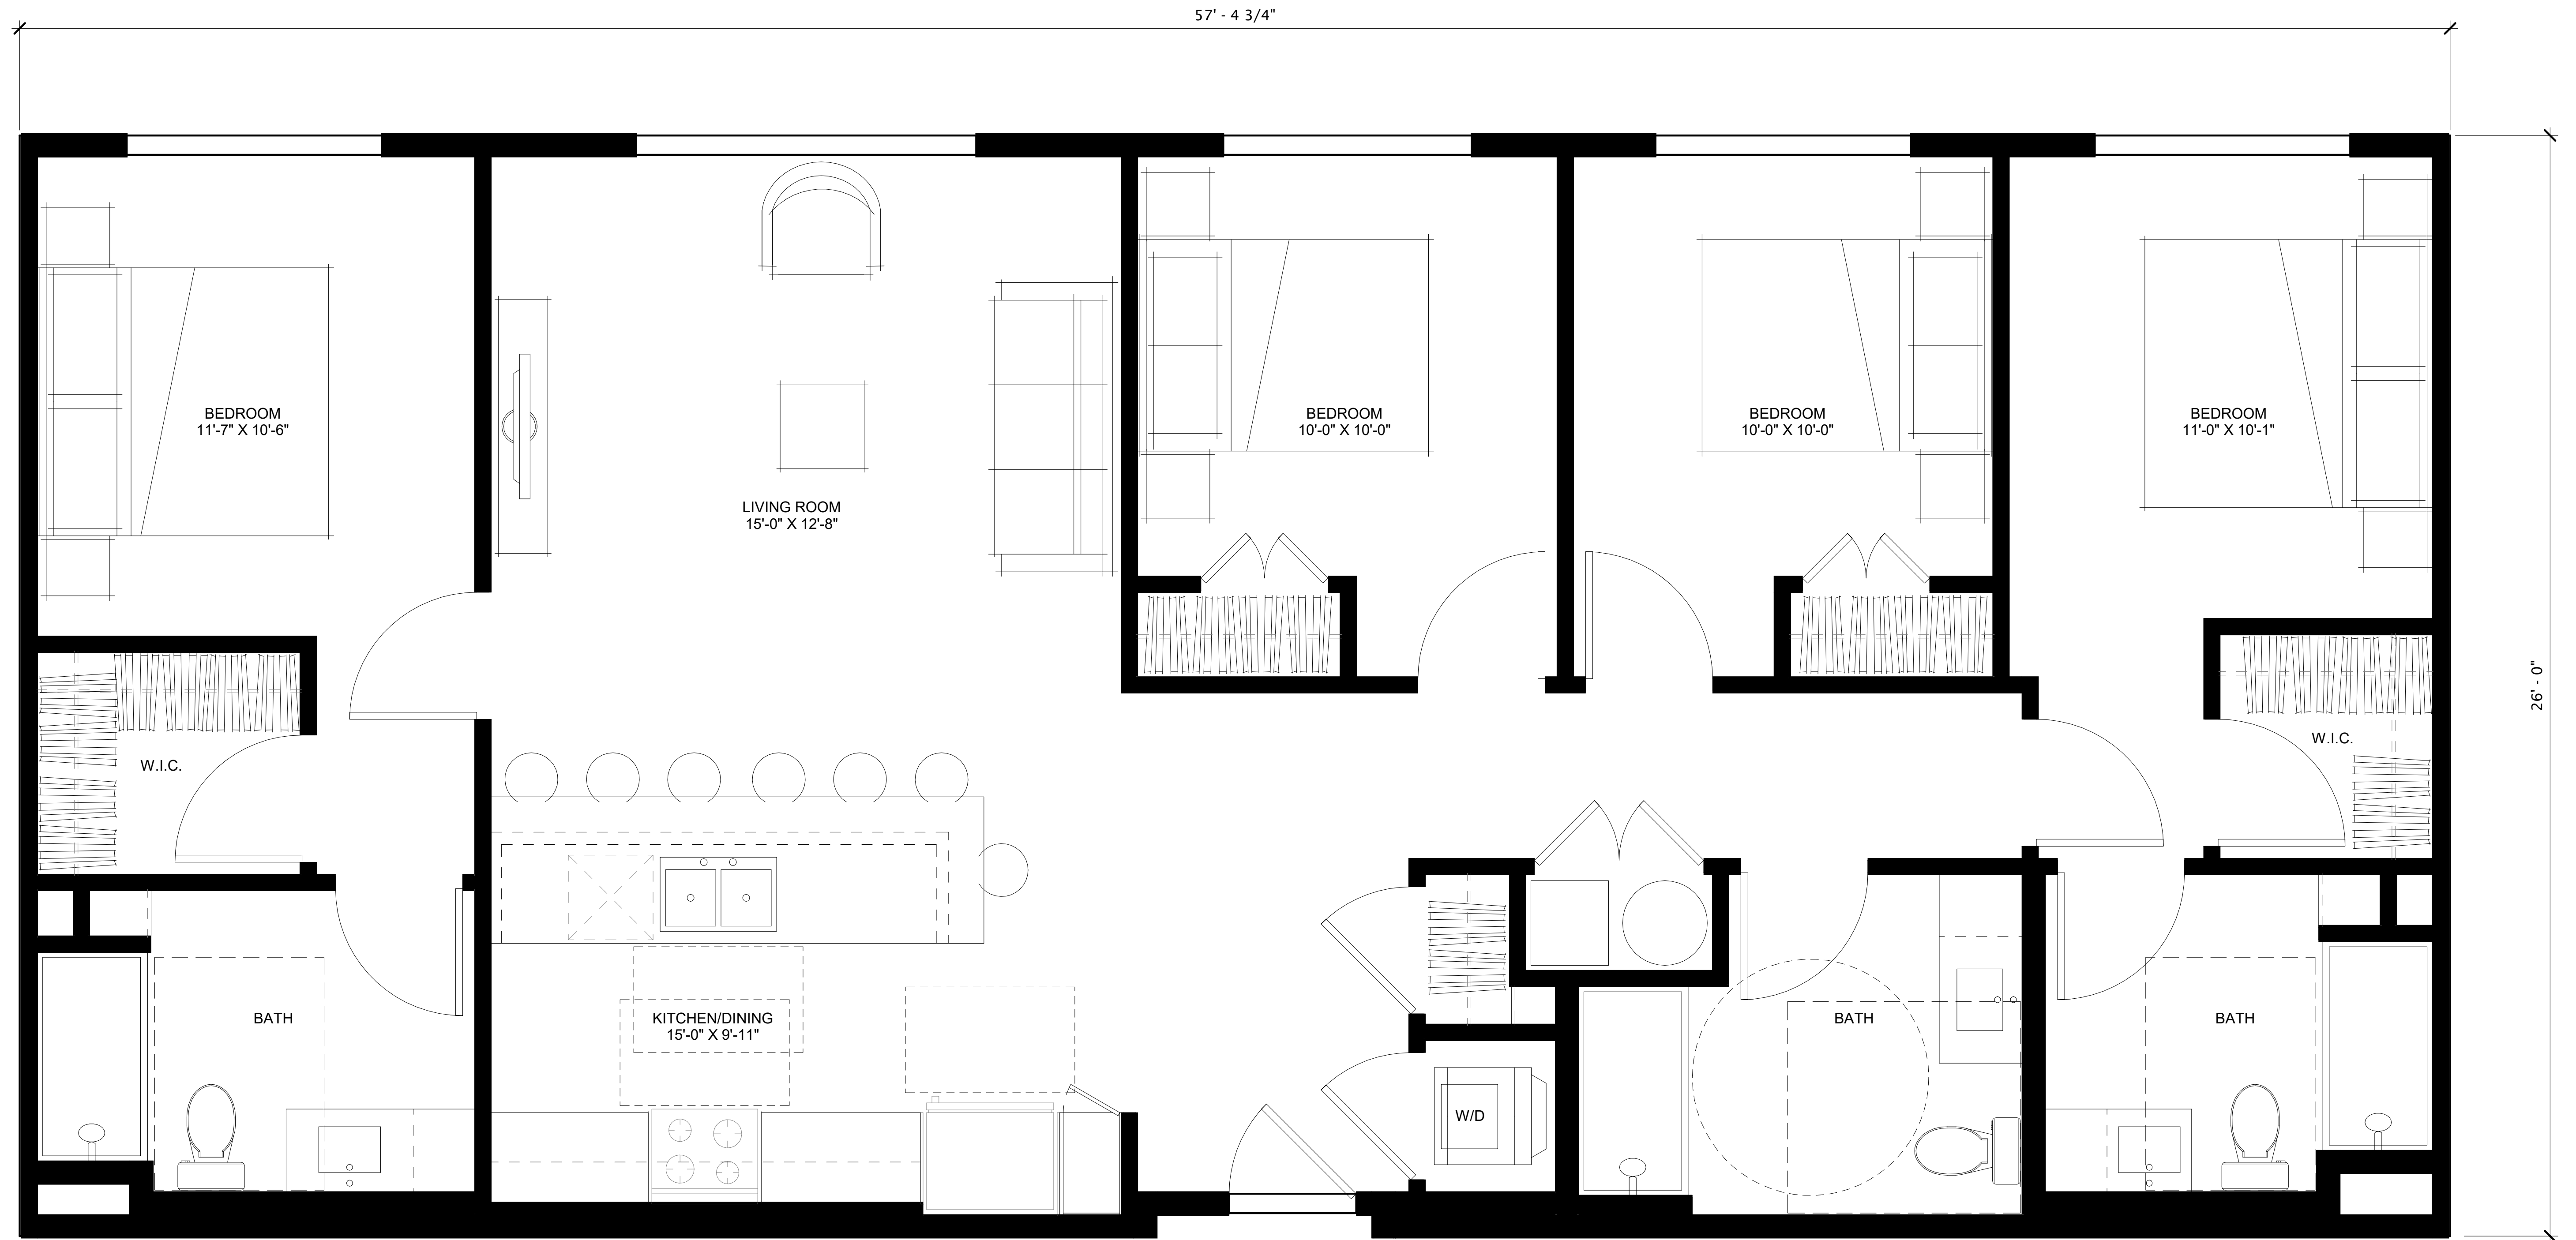 57' - 4 3/4"
BEDROOM
11'-7" X 10'-6"
LIVING ROOM
15'-0" X 12'-8"
BEDROOM
10'-0" X 10'-0"
BEDROOM
10'-0" X 10'-0"
BEDROOM
11'-0" X 10'-1"
26' - 0"
W.I.C.
W.I.C.
BATH
KITCHEN/DINING
15'-0" X 9'-11"
W/D
BATH
BATH